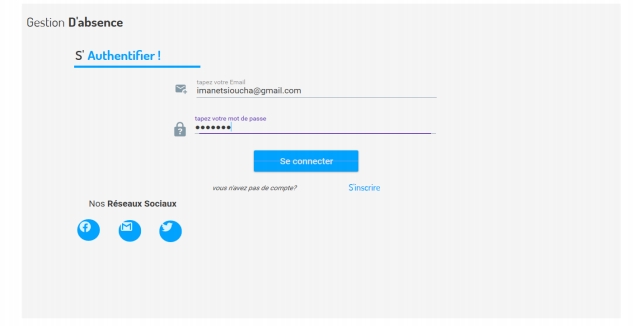 Gestion D'absence
S' Authentifier !
tapez votre Email
imanetsioucha@gmail.com
tapez votre mot de passe
•••••••
Se connecter
vous n'avez pas de compte? S'inscrire
Nos Réseaux Sociaux